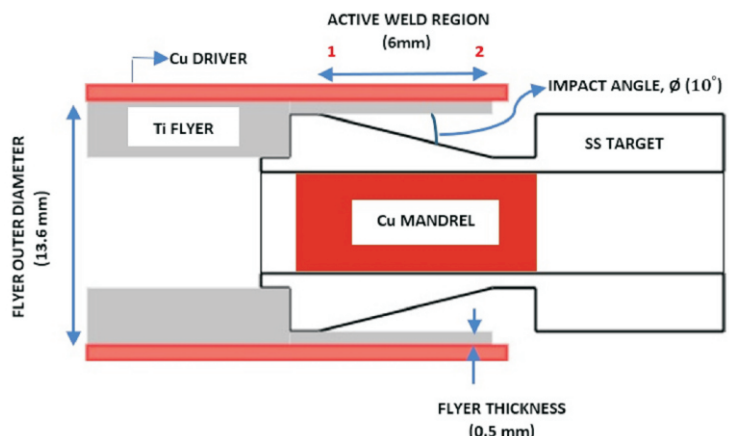 ACTIVE WELD REGION
(6mm)
1
2
Cu DRIVER
IMPACT ANGLE, Ø (10°)
Ti FLYER
SS TARGET
FLYER OUTER DIAMETER
(13.6 mm)
Cu MANDREL
FLYER THICKNESS
(0.5 mm)